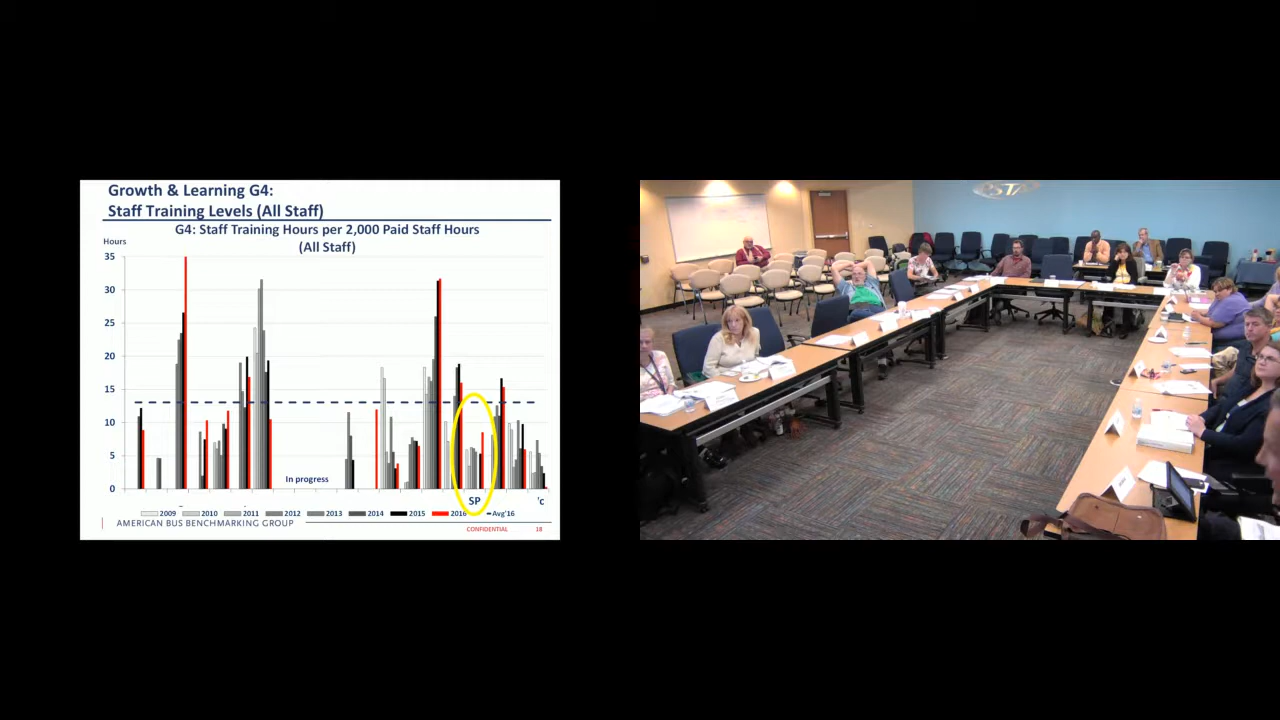 Growth & Learning G4:
Staff Training Levels (All Staff)
G4: Staff Training Hours per 2,000 Paid Staff Hours
(All Staff)
Hours
35
30
25
20
15
10
5
0
In progress
SP
'c
2009 2010 2011 2012 2013 2014 2015 2016 Avg'16
AMERICAN BUS BENCHMARKING GROUP
CONFIDENTIAL 18
PSTA